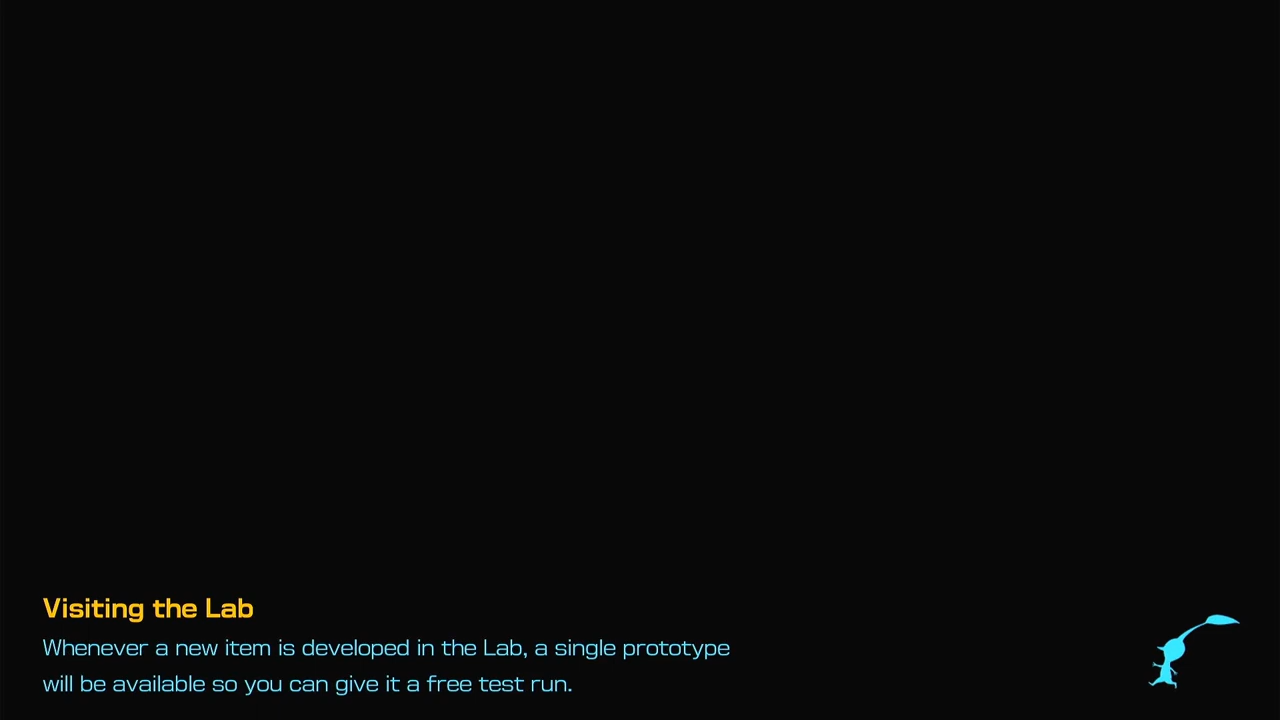 Visiting the Lab
Whenever a new item is developed in the Lab, a single prototype
will be available so you can give it a free test run.